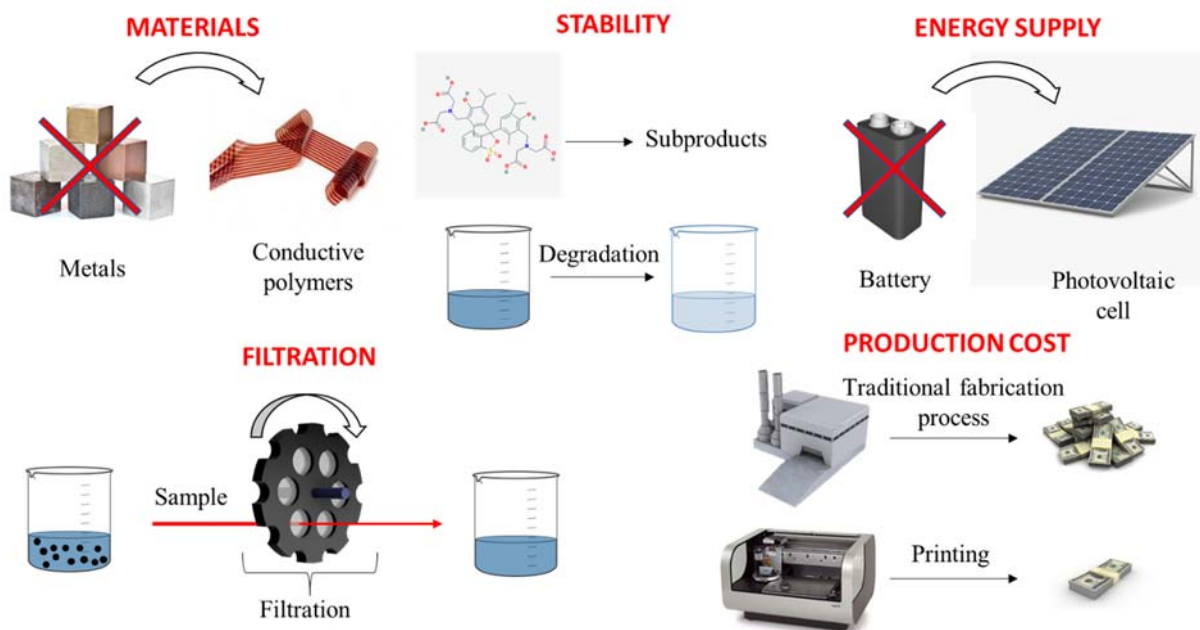 MATERIALS
Metals
Conductive
polymers
STABILITY
Subproducts
Degradation
ENERGY SUPPLY
Battery
Photovoltaic
cell
FILTRATION
Sample
Filtration
PRODUCTION COST
Traditional fabrication
process
Printing